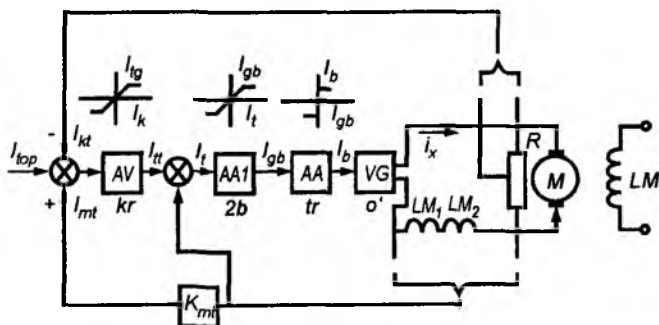 I_tg
I_k
I_gb
I_t
I_b
I_gb
-
I_kt
I_top
+
I_mt
AV
kr
I_tt
I_t
AA1
2b
I_gb
AA
tr
I_b
VG
o'
i_x
R
M
LM
LM_1 LM_2
K_mt